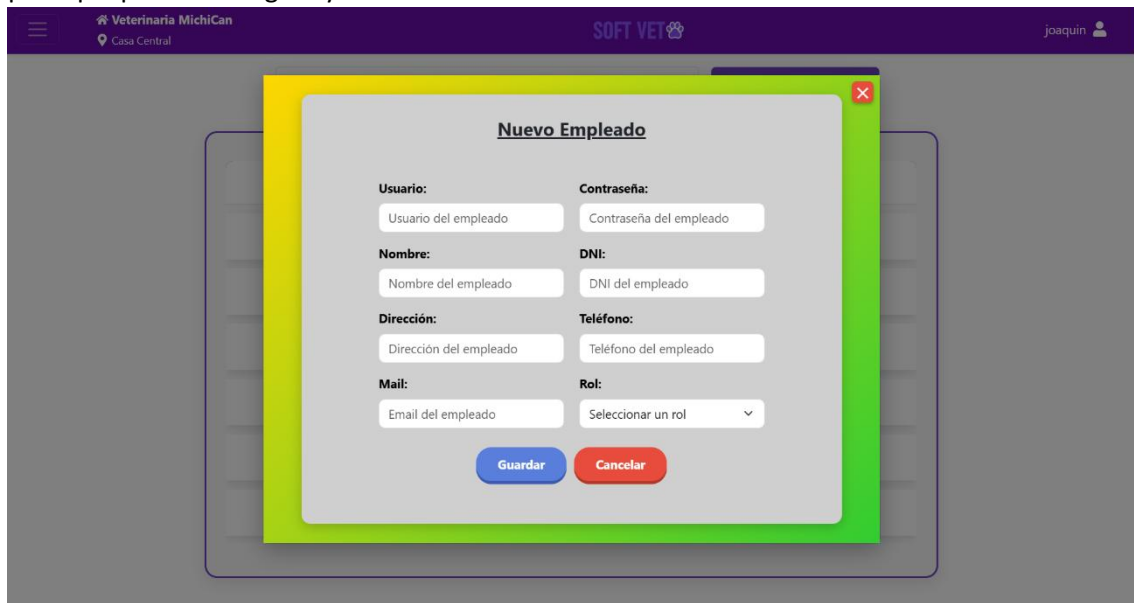 Veterinaria MichiCan
Casa Central
SOFT VET
joaquin
Nuevo Empleado
Usuario: Contraseña:
Usuario del empleado Contraseña del empleado
Nombre: DNI:
Nombre del empleado DNI del empleado
Dirección: Teléfono:
Dirección del empleado Teléfono del empleado
Mail: Rol:
Email del empleado Seleccionar un rol
Guardar Cancelar